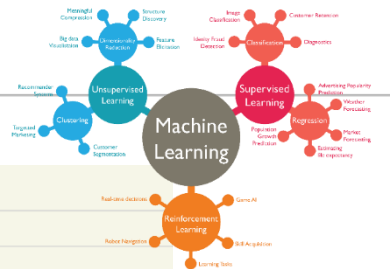 Meaningful
Compression
Structure
Discovery
Big data
Visualisation
Dimensionality
Reduction
Feature
Elicitation
Recommender
Systems
Unsupervised
Learning
Clustering
Targeted
Marketing
Customer
Segmentation
Machine
Learning
Image
Classification
Customer Retention
Identity Fraud
Detection
Classification
Diagnostics
Supervised
Learning
Advertising Popularity
Prediction
Weather
Forecasting
Regression
Population
Growth
Prediction
Market
Forecasting
Estimating
life expectancy
Real-time decisions
Game AI
Reinforcement
Learning
Robot Navigation
Skill Acquisition
Learning Tasks